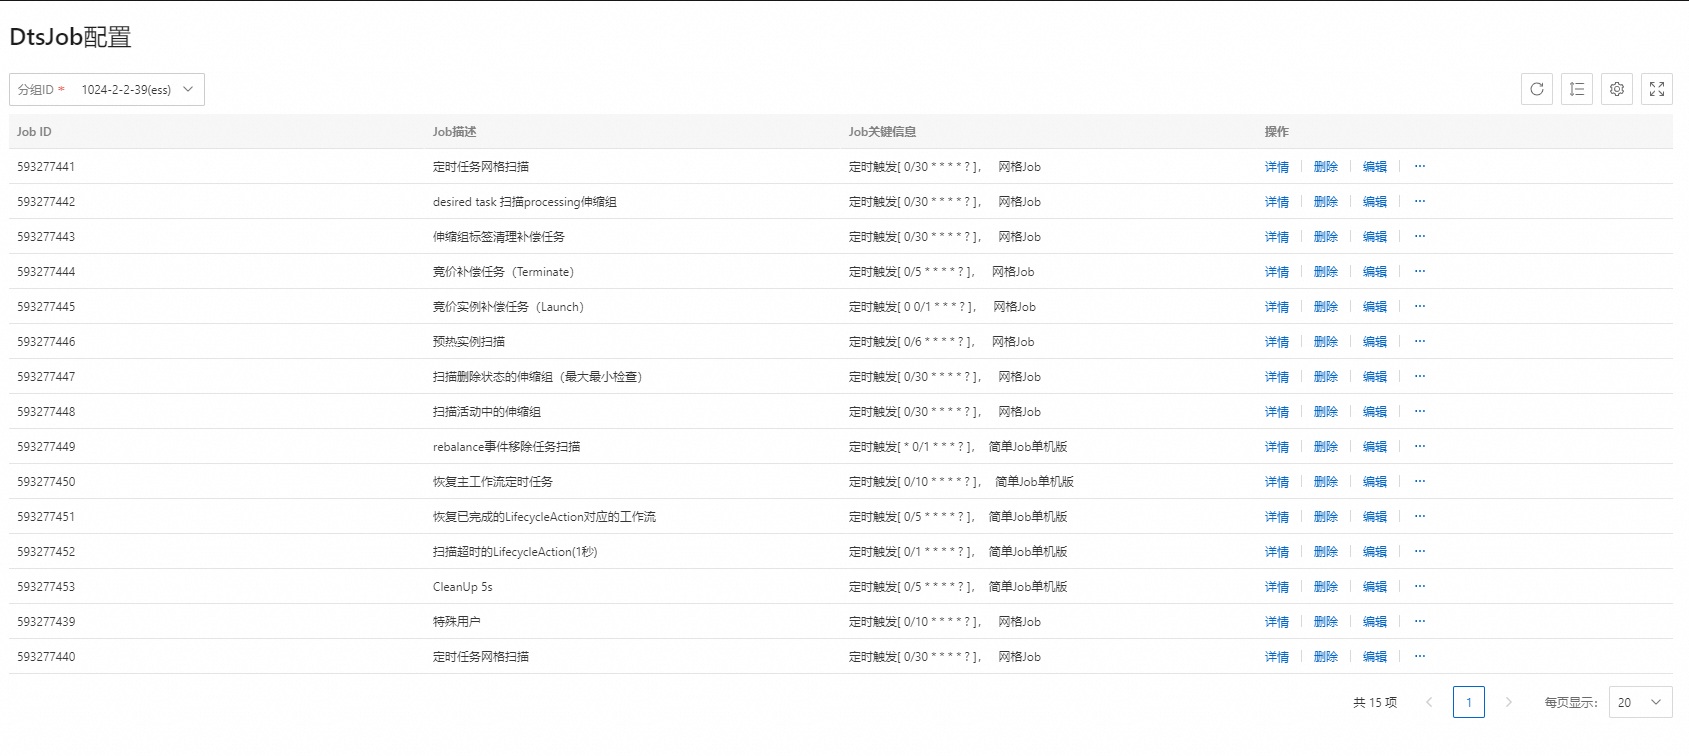 DtsJob配置
分组ID * 1024-2-2-39(ess)
Job ID Job描述 Job关键信息 操作
593277441 定时任务网格扫描 定时触发[ 0/30 * * * * ? ]， 网格Job 详情 删除 编辑 ···
593277442 desired task 扫描processing伸缩组 定时触发[ 0/30 * * * * ? ]， 网格Job 详情 删除 编辑 ···
593277443 伸缩组标签清理补偿任务 定时触发[ 0/30 * * * * ? ]， 网格Job 详情 删除 编辑 ···
593277444 竞价补偿任务（Terminate） 定时触发[ 0/5 * * * * ? ]， 网格Job 详情 删除 编辑 ···
593277445 竞价实例补偿任务（Launch） 定时触发[ 0 0/1 * * * ? ]， 网格Job 详情 删除 编辑 ···
593277446 预热实例扫描 定时触发[ 0/6 * * * * ? ]， 网格Job 详情 删除 编辑 ···
593277447 扫描删除状态的伸缩组（最大最小检查） 定时触发[ 0/30 * * * * ? ]， 网格Job 详情 删除 编辑 ···
593277448 扫描活动中的伸缩组 定时触发[ 0/30 * * * * ? ]， 网格Job 详情 删除 编辑 ···
593277449 rebalance事件移除任务扫描 定时触发[ * 0/1 * * * ? ]， 简单Job单机版 详情 删除 编辑 ···
593277450 恢复主工作流定时任务 定时触发[ 0/10 * * * * ? ]， 简单Job单机版 详情 删除 编辑 ···
593277451 恢复已完成的LifecycleAction对应的工作流 定时触发[ 0/5 * * * * ? ]， 简单Job单机版 详情 删除 编辑 ···
593277452 扫描超时的LifecycleAction(1秒) 定时触发[ 0/1 * * * * ? ]， 简单Job单机版 详情 删除 编辑 ···
593277453 CleanUp 5s 定时触发[ 0/5 * * * * ? ]， 简单Job单机版 详情 删除 编辑 ···
593277439 特殊用户 定时触发[ 0/10 * * * * ? ]， 网格Job 详情 删除 编辑 ···
593277440 定时任务网格扫描 定时触发[ 0/30 * * * * ? ]， 网格Job 详情 删除 编辑 ···
共 15 项 1 每页显示： 20